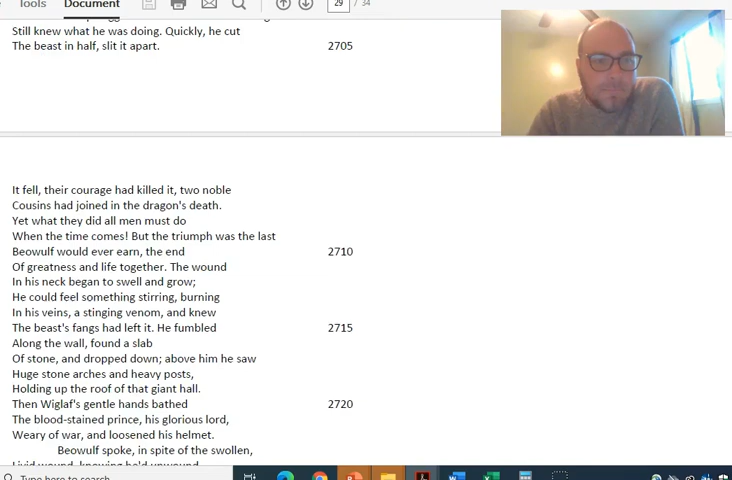 Tools Document 29 / 34
Still knew what he was doing. Quickly, he cut
The beast in half, slit it apart. 2705
It fell, their courage had killed it, two noble
Cousins had joined in the dragon's death.
Yet what they did all men must do
When the time comes! But the triumph was the last
Beowulf would ever earn, the end 2710
Of greatness and life together. The wound
In his neck began to swell and grow;
He could feel something stirring, burning
In his veins, a stinging venom, and knew
The beast's fangs had left it. He fumbled 2715
Along the wall, found a slab
Of stone, and dropped down; above him he saw
Huge stone arches and heavy posts,
Holding up the roof of that giant hall.
Then Wiglaf's gentle hands bathed 2720
The blood-stained prince, his glorious lord,
Weary of war, and loosened his helmet.
Beowulf spoke, in spite of the swollen,
Livid wound, knowing he'd unwound
Type here to search